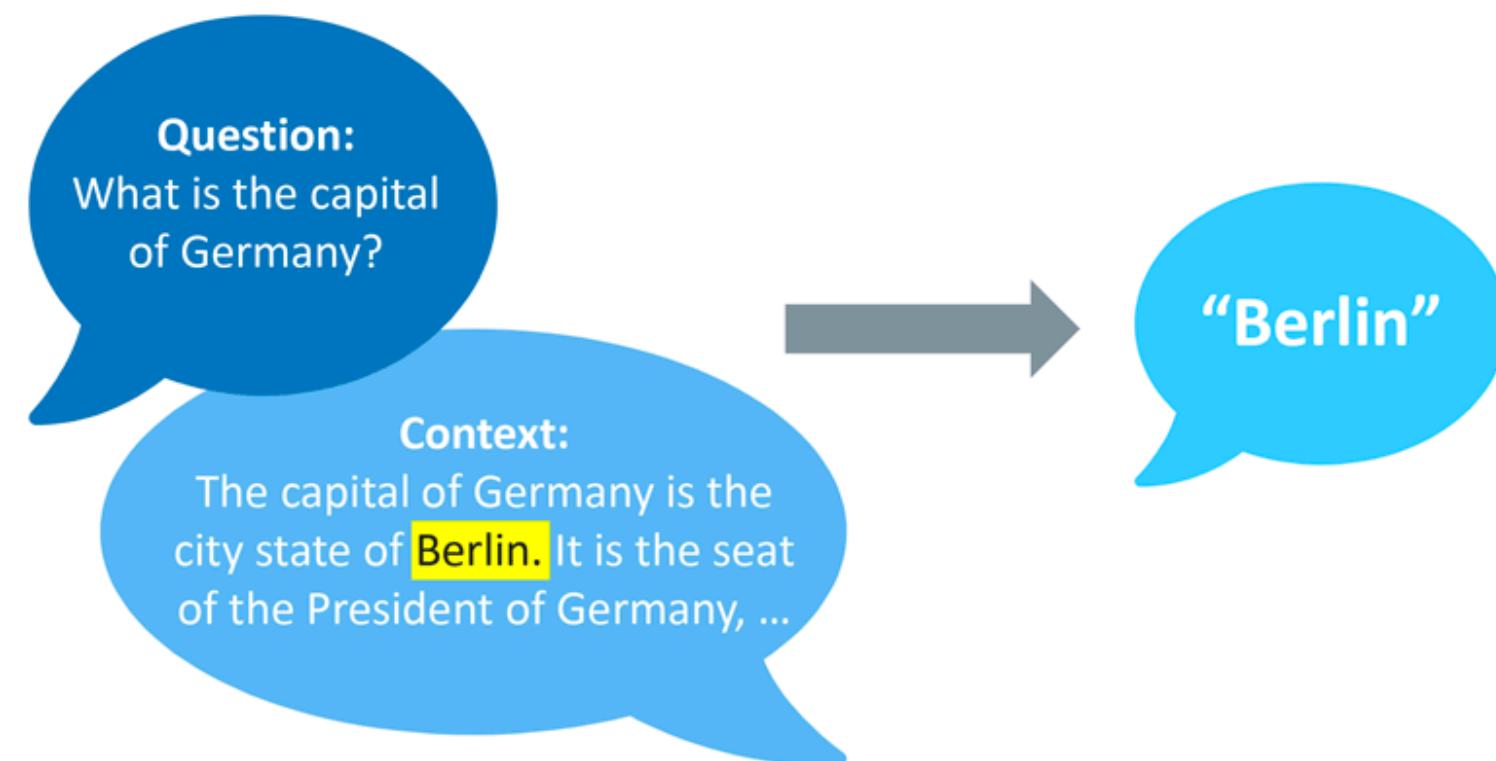 Question:
What is the capital
of Germany?
Context:
The capital of Germany is the
city state of Berlin. It is the seat
of the President of Germany, ...
“Berlin”